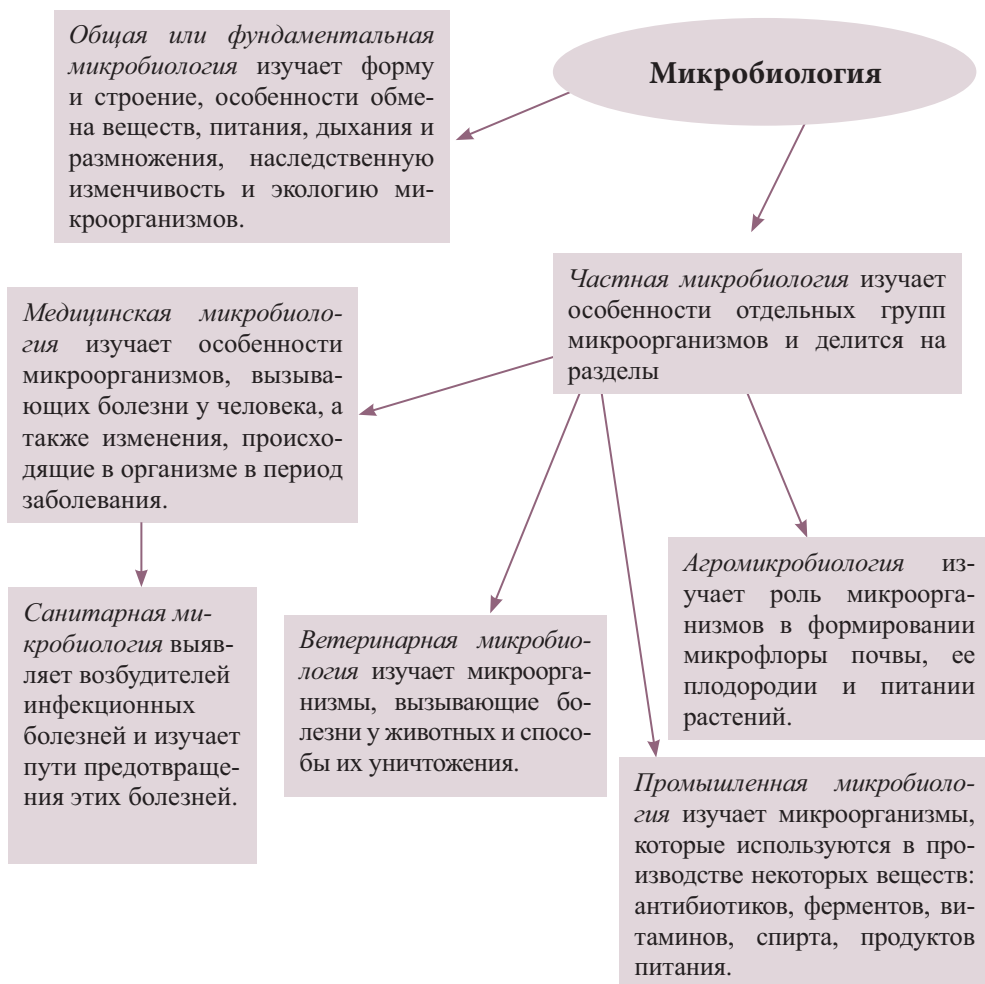 Микробиология
Общая или фундаментальная
микробиология изучает форму
и строение, особенности обме-
на веществ, питания, дыхания и
размножения, наследственную
изменчивость и экологию ми-
кроорганизмов.
Частная микробиология изучает
особенности отдельных групп
микроорганизмов и делится на
разделы
Медицинская микробиоло-
гия изучает особенности
микроорганизмов, вызыва-
ющих болезни у человека, а
также изменения, происхо-
дящие в организме в период
заболевания.
Санитарная ми-
кробиология выяв-
ляет возбудителей
инфекционных
болезней и изучает
пути предотвраще-
ния этих болезней.
Ветеринарная микробио-
логия изучает микроорга-
низмы, вызывающие бо-
лезни у животных и спосо-
бы их уничтожения.
Агромикробиология из-
учает роль микроорга-
низмов в формировании
микрофлоры почвы, ее
плодородии и питании
растений.
Промышленная микробиоло-
гия изучает микроорганизмы,
которые используются в про-
изводстве некоторых веществ:
антибиотиков, ферментов, ви-
таминов, спирта, продуктов
питания.